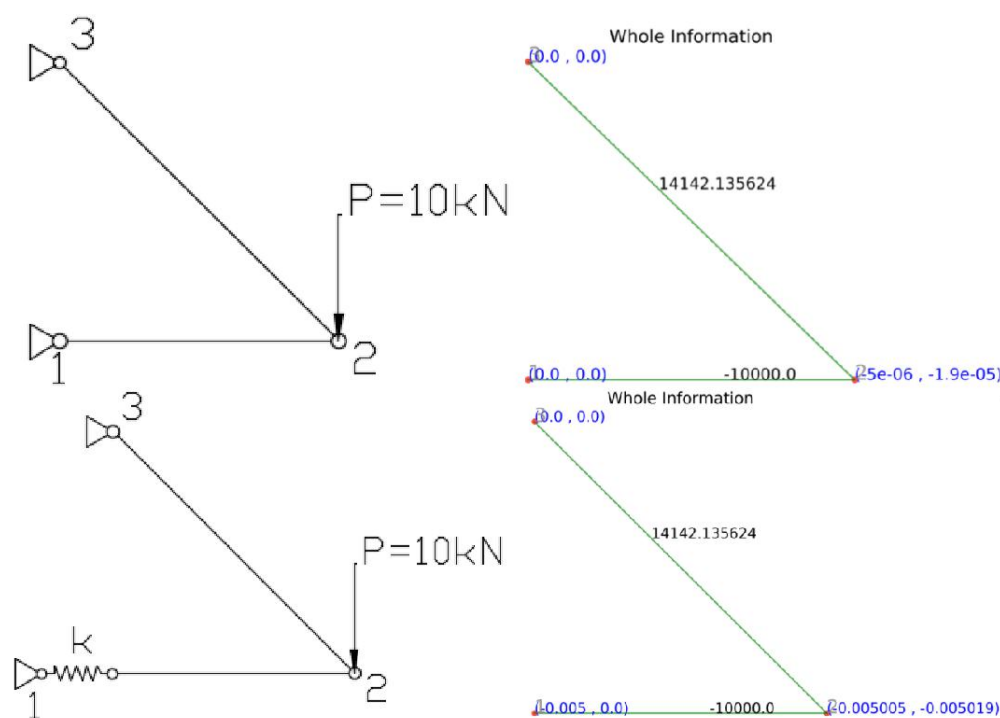 3
P=10kN
1
2
Whole Information
(0.0 , 0.0)
14142.135624
(0.0 , 0.0)
-10000.0
(-5e-06 , -1.9e-05)
3
P=10kN
k
1
2
Whole Information
(0.0 , 0.0)
14142.135624
(-0.005 , 0.0)
-10000.0
(-0.005005 , -0.005019)